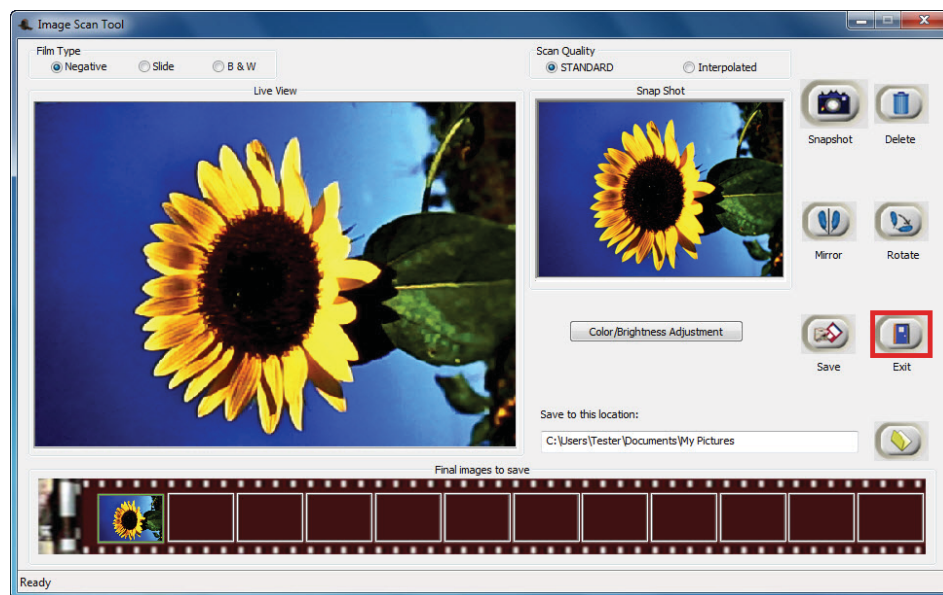 Image Scan Tool
Film Type
Negative
Slide
B & W
Scan Quality
STANDARD
Interpolated
Live View
Snap Shot
Snapshot
Delete
Mirror
Rotate
Color/Brightness Adjustment
Save
Exit
Save to this location:
C:\Users\Tester\Documents\My Pictures
Final images to save
Ready